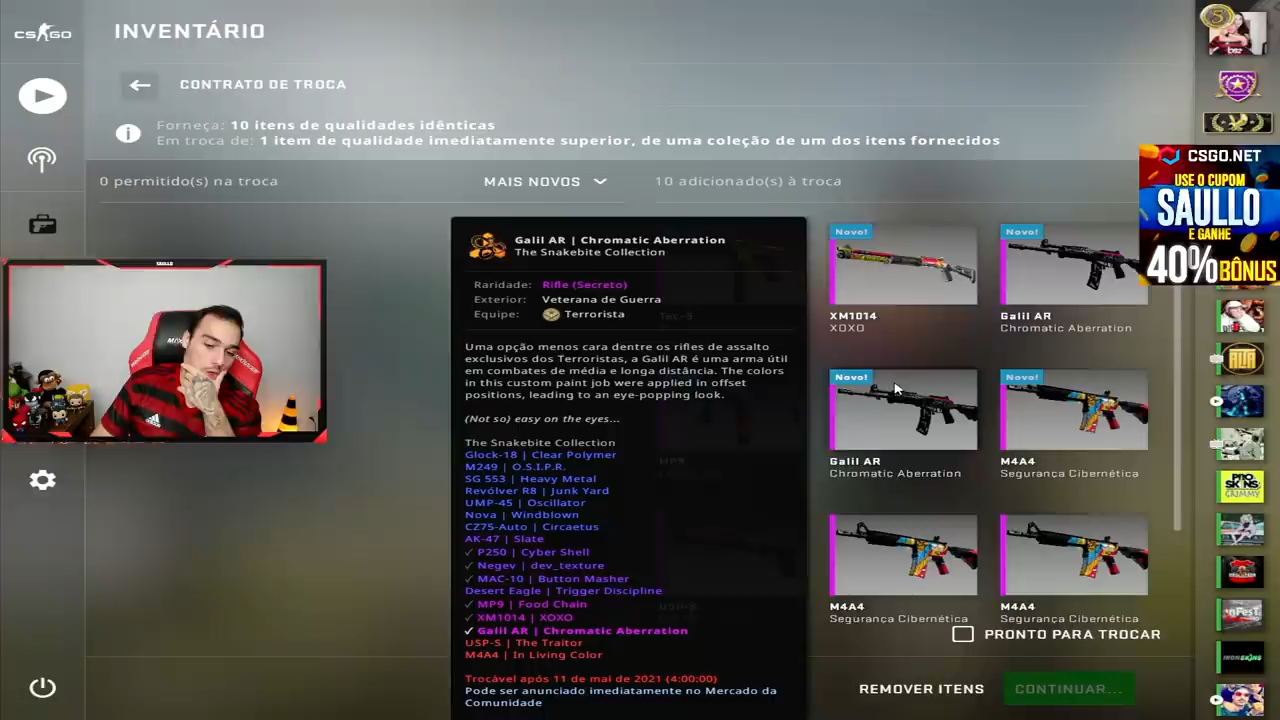 CS GO
INVENTÁRIO
CONTRATO DE TROCA
Forneça: 10 itens de qualidades idênticas
Em troca de: 1 item de qualidade imediatamente superior, de uma coleção de um dos itens fornecidos
0 permitido(s) na troca
MAIS NOVOS
10 adicionado(s) à troca
CSGO.NET
USE O CUPOM
SAULLO
E GANHE
40% BÔNUS
SAULLO
Galil AR | Chromatic Aberration
The Snakebite Collection
Raridade: Rifle (Secreto)
Exterior: Veterana de Guerra
Equipe: Terrorista
Uma opção menos cara dentre os rifles de assalto
exclusivos dos Terroristas, a Galil AR é uma arma útil
em combates de média e longa distância. The colors
in this custom paint job were applied in offset
positions, leading to an eye-popping look.
(Not so) easy on the eyes...
The Snakebite Collection
Glock-18 | Clear Polymer
M249 | O.S.I.P.R.
SG 553 | Heavy Metal
Revólver R8 | Junk Yard
UMP-45 | Oscillator
Nova | Windblown
CZ75-Auto | Circaetus
AK-47 | Slate
✓ P250 | Cyber Shell
✓ Negev | dev_texture
✓ MAC-10 | Button Masher
Desert Eagle | Trigger Discipline
✓ MP9 | Food Chain
✓ XM1014 | XOXO
✓ Galil AR | Chromatic Aberration
USP-S | The Traitor
M4A4 | In Living Color
Trocável após 11 de mai de 2021 (4:00:00)
Pode ser anunciado imediatamente no Mercado da
Comunidade
Tec-9
MP9
USP-S
Novo!
XM1014
XOXO
Novo!
Galil AR
Chromatic Aberration
Novo!
Galil AR
Chromatic Aberration
Novo!
M4A4
Segurança Cibernética
M4A4
Segurança Cibernética
M4A4
Segurança Cibernética
PRONTO PARA TROCAR
REMOVER ITENS
CONTINUAR...
5
PRO
SKINS
IRONSKINS